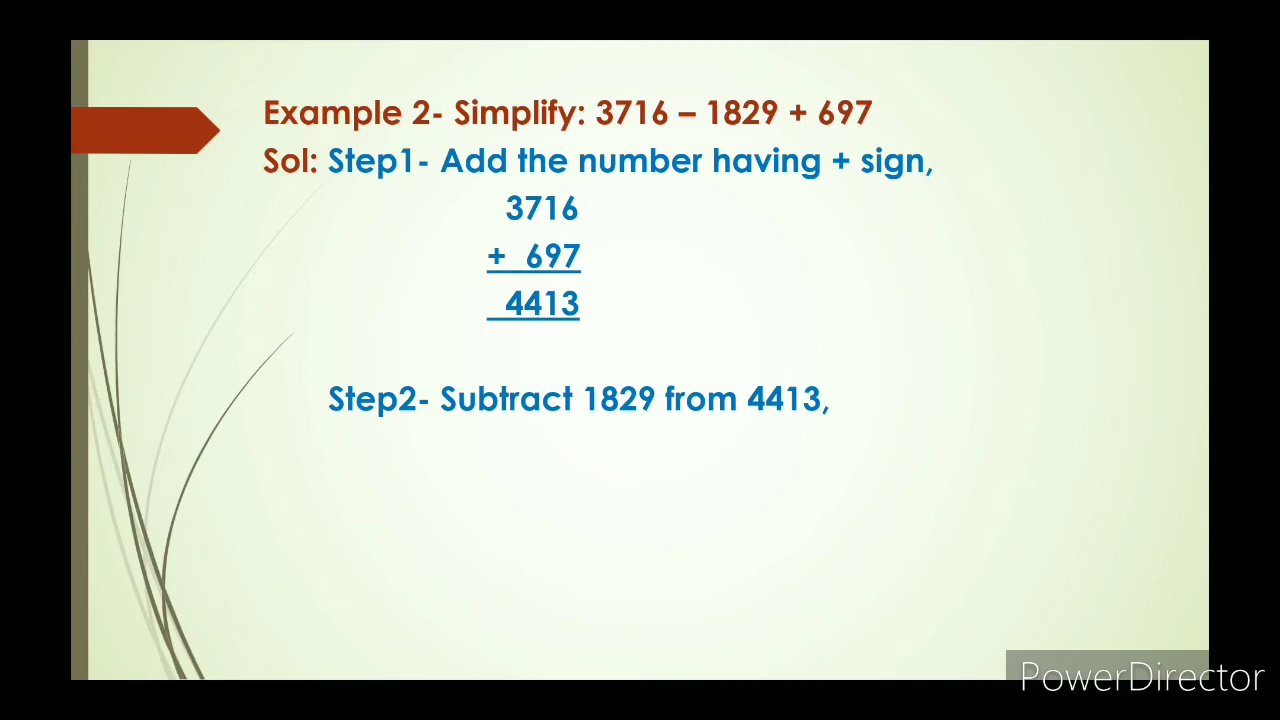 Example 2- Simplify: 3716 – 1829 + 697
Sol: Step1- Add the number having + sign,
3716
+ 697
4413
Step2- Subtract 1829 from 4413,
PowerDirector